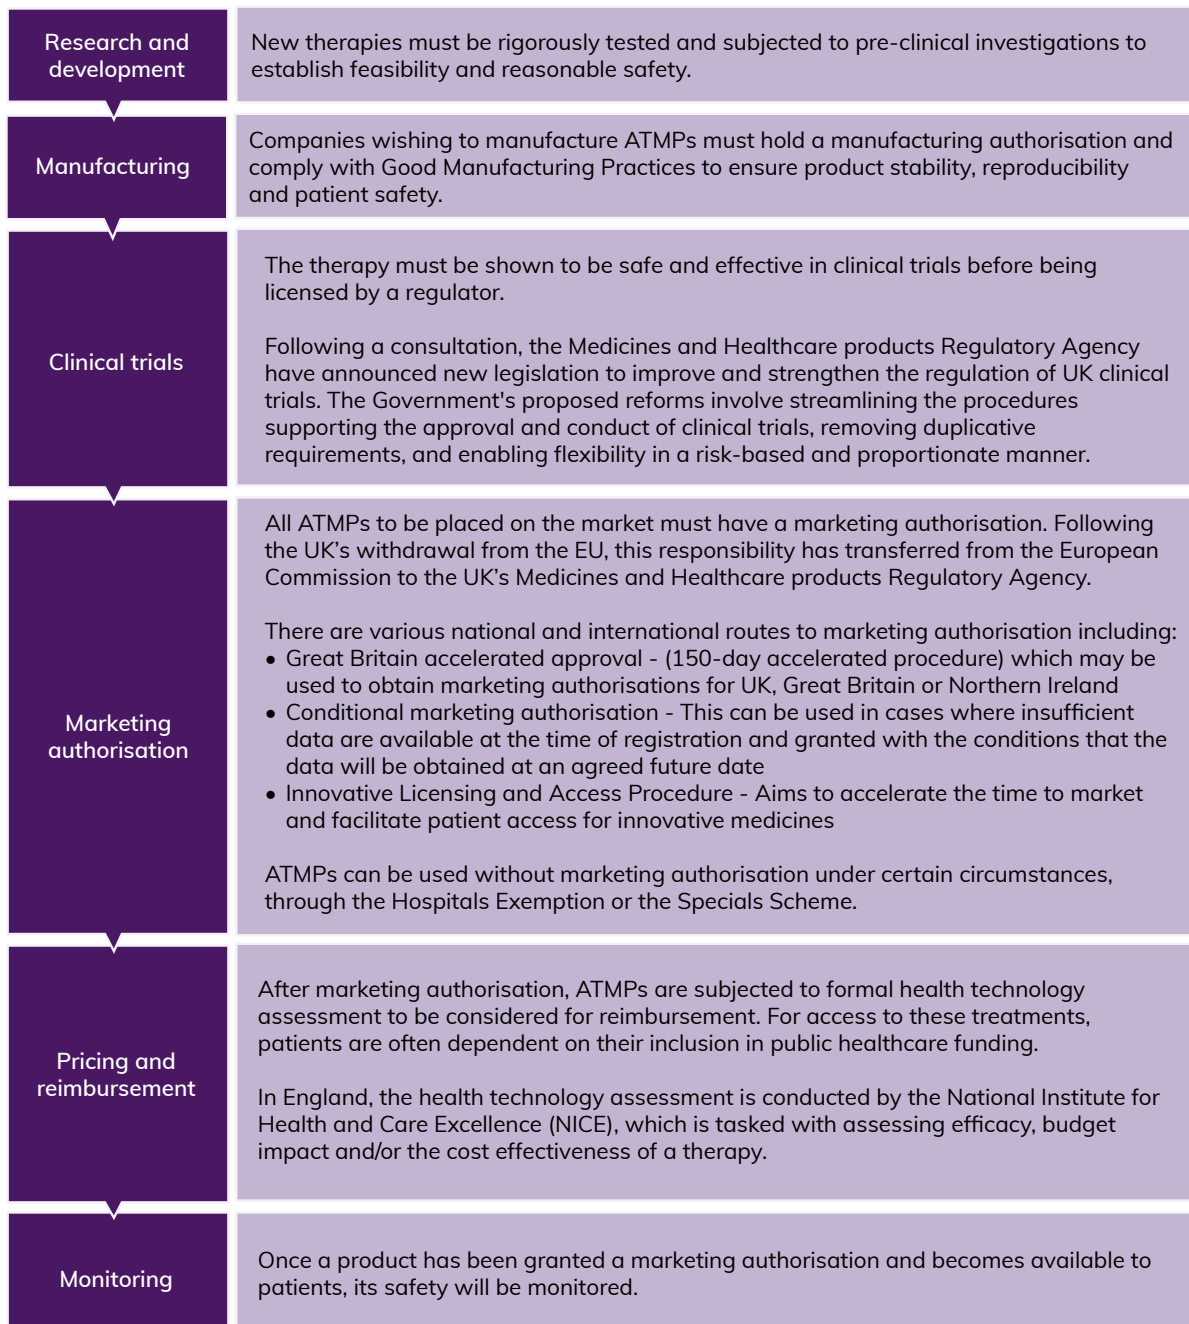 Research and
development
New therapies must be rigorously tested and subjected to pre-clinical investigations to
establish feasibility and reasonable safety.
Manufacturing
Companies wishing to manufacture ATMPs must hold a manufacturing authorisation and
comply with Good Manufacturing Practices to ensure product stability, reproducibility
and patient safety.
Clinical trials
The therapy must be shown to be safe and effective in clinical trials before being
licensed by a regulator.
Following a consultation, the Medicines and Healthcare products Regulatory Agency
have announced new legislation to improve and strengthen the regulation of UK clinical
trials. The Government's proposed reforms involve streamlining the procedures
supporting the approval and conduct of clinical trials, removing duplicative
requirements, and enabling flexibility in a risk-based and proportionate manner.
Marketing
authorisation
All ATMPs to be placed on the market must have a marketing authorisation. Following
the UK’s withdrawal from the EU, this responsibility has transferred from the European
Commission to the UK’s Medicines and Healthcare products Regulatory Agency.
There are various national and international routes to marketing authorisation including:
• Great Britain accelerated approval - (150-day accelerated procedure) which may be
used to obtain marketing authorisations for UK, Great Britain or Northern Ireland
• Conditional marketing authorisation - This can be used in cases where insufficient
data are available at the time of registration and granted with the conditions that the
data will be obtained at an agreed future date
• Innovative Licensing and Access Procedure - Aims to accelerate the time to market
and facilitate patient access for innovative medicines
ATMPs can be used without marketing authorisation under certain circumstances,
through the Hospitals Exemption or the Specials Scheme.
Pricing and
reimbursement
After marketing authorisation, ATMPs are subjected to formal health technology
assessment to be considered for reimbursement. For access to these treatments,
patients are often dependent on their inclusion in public healthcare funding.
In England, the health technology assessment is conducted by the National Institute for
Health and Care Excellence (NICE), which is tasked with assessing efficacy, budget
impact and/or the cost effectiveness of a therapy.
Monitoring
Once a product has been granted a marketing authorisation and becomes available to
patients, its safety will be monitored.